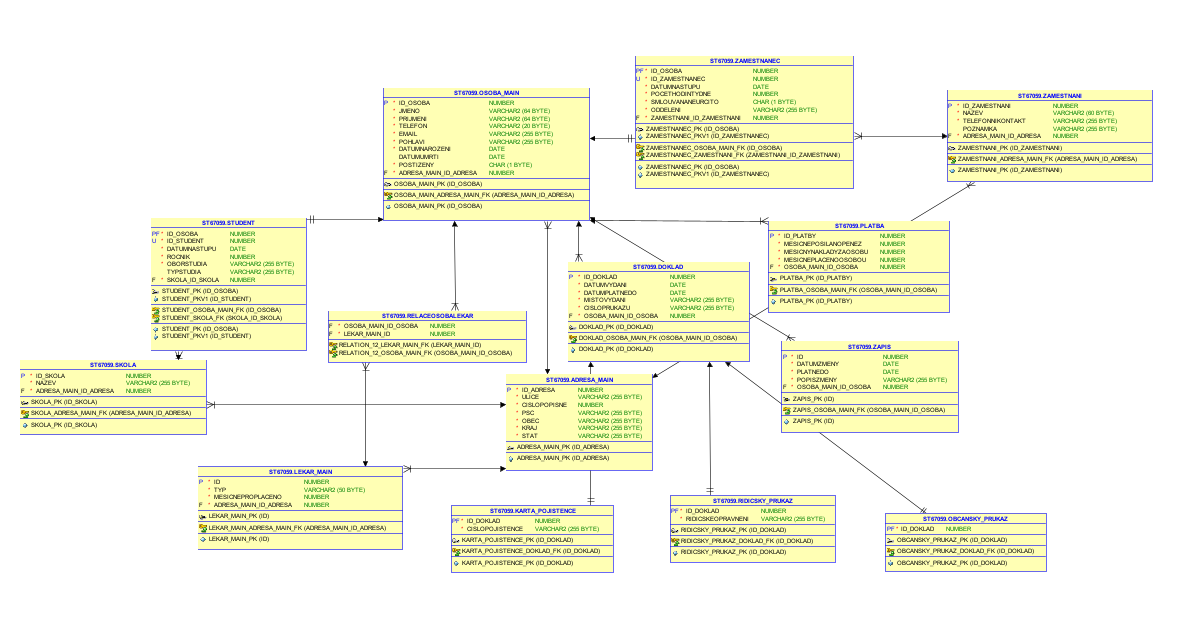 ST67059.ZAMESTNANEC
PF * ID_OSOBA NUMBER
U * ID_ZAMESTNANEC NUMBER
* DATUMNASTUPU DATE
* POCETHODINTYDNE NUMBER
* SMLOUVANANEURCITO CHAR (1 BYTE)
* ODDELENI VARCHAR2 (255 BYTE)
F * ZAMESTNANI_ID_ZAMESTNANI NUMBER
ZAMESTNANEC_PK (ID_OSOBA)
ZAMESTNANEC_PKV1 (ID_ZAMESTNANEC)
ZAMESTNANEC_OSOBA_MAIN_FK (ID_OSOBA)
ZAMESTNANEC_ZAMESTNANI_FK (ZAMESTNANI_ID_ZAMESTNANI)
ZAMESTNANEC_PK (ID_OSOBA)
ZAMESTNANEC_PKV1 (ID_ZAMESTNANEC)
ST67059.OSOBA_MAIN
P * ID_OSOBA NUMBER
* JMENO VARCHAR2 (64 BYTE)
* PRIJMENI VARCHAR2 (64 BYTE)
* TELEFON VARCHAR2 (20 BYTE)
* EMAIL VARCHAR2 (255 BYTE)
* POHLAVI VARCHAR2 (255 BYTE)
* DATUMNAROZENI DATE
DATUMUMRTI DATE
* POSTIZENY CHAR (1 BYTE)
F * ADRESA_MAIN_ID_ADRESA NUMBER
OSOBA_MAIN_PK (ID_OSOBA)
OSOBA_MAIN_ADRESA_MAIN_FK (ADRESA_MAIN_ID_ADRESA)
OSOBA_MAIN_PK (ID_OSOBA)
ST67059.ZAMESTNANI
P * ID_ZAMESTNANI NUMBER
* NAZEV VARCHAR2 (60 BYTE)
* TELEFONNIKONTAKT VARCHAR2 (255 BYTE)
POZNAMKA VARCHAR2 (255 BYTE)
F * ADRESA_MAIN_ID_ADRESA NUMBER
ZAMESTNANI_PK (ID_ZAMESTNANI)
ZAMESTNANI_ADRESA_MAIN_FK (ADRESA_MAIN_ID_ADRESA)
ZAMESTNANI_PK (ID_ZAMESTNANI)
ST67059.STUDENT
PF * ID_OSOBA NUMBER
U * ID_STUDENT NUMBER
* DATUMNASTUPU DATE
* ROCNIK NUMBER
* OBORSTUDIA VARCHAR2 (255 BYTE)
TYPSTUDIA VARCHAR2 (255 BYTE)
F * SKOLA_ID_SKOLA NUMBER
STUDENT_PK (ID_OSOBA)
STUDENT_PKV1 (ID_STUDENT)
STUDENT_OSOBA_MAIN_FK (ID_OSOBA)
STUDENT_SKOLA_FK (SKOLA_ID_SKOLA)
STUDENT_PK (ID_OSOBA)
STUDENT_PKV1 (ID_STUDENT)
ST67059.PLATBA
P * ID_PLATBY NUMBER
* MESICNEPOSILANOPENEZ NUMBER
* MESICNYNAKLADYZAOSOBU NUMBER
* MESICNEPLACENOOSOBOU NUMBER
F * OSOBA_MAIN_ID_OSOBA NUMBER
PLATBA_PK (ID_PLATBY)
PLATBA_OSOBA_MAIN_FK (OSOBA_MAIN_ID_OSOBA)
PLATBA_PK (ID_PLATBY)
ST67059.DOKLAD
P * ID_DOKLAD NUMBER
* DATUMVYDANI DATE
* DATUMPLATNEDO DATE
* MISTOVYDANI VARCHAR2 (255 BYTE)
* CISLOPRUKAZU VARCHAR2 (255 BYTE)
F * OSOBA_MAIN_ID_OSOBA NUMBER
DOKLAD_PK (ID_DOKLAD)
DOKLAD_OSOBA_MAIN_FK (OSOBA_MAIN_ID_OSOBA)
DOKLAD_PK (ID_DOKLAD)
ST67059.RELACEOSOBALEKAR
F * OSOBA_MAIN_ID_OSOBA NUMBER
F * LEKAR_MAIN_ID NUMBER
RELATION_12_LEKAR_MAIN_FK (LEKAR_MAIN_ID)
RELATION_12_OSOBA_MAIN_FK (OSOBA_MAIN_ID_OSOBA)
ST67059.ZAPIS
P * ID NUMBER
* DATUMZMENY DATE
* PLATNEDO DATE
* POPISZMENY VARCHAR2 (255 BYTE)
F * OSOBA_MAIN_ID_OSOBA NUMBER
ZAPIS_PK (ID)
ZAPIS_OSOBA_MAIN_FK (OSOBA_MAIN_ID_OSOBA)
ZAPIS_PK (ID)
ST67059.SKOLA
P * ID_SKOLA NUMBER
* NAZEV VARCHAR2 (255 BYTE)
F * ADRESA_MAIN_ID_ADRESA NUMBER
SKOLA_PK (ID_SKOLA)
SKOLA_ADRESA_MAIN_FK (ADRESA_MAIN_ID_ADRESA)
SKOLA_PK (ID_SKOLA)
ST67059.ADRESA_MAIN
P * ID_ADRESA NUMBER
* ULICE VARCHAR2 (255 BYTE)
* CISLOPOPISNE NUMBER
* PSC VARCHAR2 (255 BYTE)
* OBEC VARCHAR2 (255 BYTE)
* KRAJ VARCHAR2 (255 BYTE)
* STAT VARCHAR2 (255 BYTE)
ADRESA_MAIN_PK (ID_ADRESA)
ADRESA_MAIN_PK (ID_ADRESA)
ST67059.LEKAR_MAIN
P * ID NUMBER
* TYP VARCHAR2 (50 BYTE)
* MESICNEPROPLACENO NUMBER
F * ADRESA_MAIN_ID_ADRESA NUMBER
LEKAR_MAIN_PK (ID)
LEKAR_MAIN_ADRESA_MAIN_FK (ADRESA_MAIN_ID_ADRESA)
LEKAR_MAIN_PK (ID)
ST67059.KARTA_POJISTENCE
PF * ID_DOKLAD NUMBER
* CISLOPOJISTENCE VARCHAR2 (255 BYTE)
KARTA_POJISTENCE_PK (ID_DOKLAD)
KARTA_POJISTENCE_DOKLAD_FK (ID_DOKLAD)
KARTA_POJISTENCE_PK (ID_DOKLAD)
ST67059.RIDICSKY_PRUKAZ
PF * ID_DOKLAD NUMBER
* RIDICSKEOPRAVNENI VARCHAR2 (255 BYTE)
RIDICSKY_PRUKAZ_PK (ID_DOKLAD)
RIDICSKY_PRUKAZ_DOKLAD_FK (ID_DOKLAD)
RIDICSKY_PRUKAZ_PK (ID_DOKLAD)
ST67059.OBCANSKY_PRUKAZ
PF * ID_DOKLAD NUMBER
OBCANSKY_PRUKAZ_PK (ID_DOKLAD)
OBCANSKY_PRUKAZ_DOKLAD_FK (ID_DOKLAD)
OBCANSKY_PRUKAZ_PK (ID_DOKLAD)